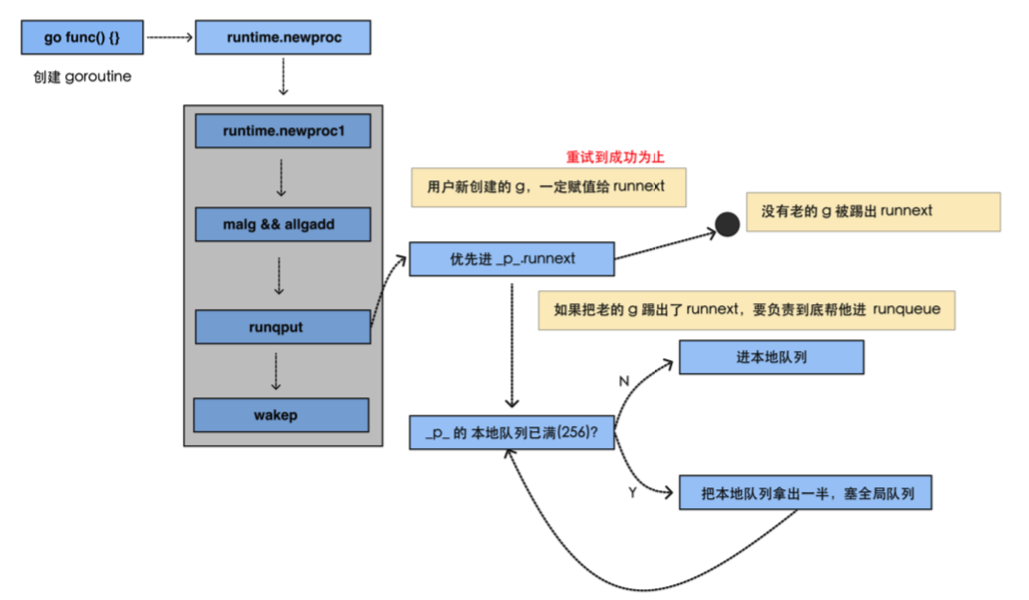 go func() {}
runtime.newproc
创建 goroutine
runtime.newproc1
重试到成功为止
用户新创建的 g，一定赋值给 runnext
malg && allgadd
没有老的 g 被踢出 runnext
优先进 _p_.runnext
如果把老的 g 踢出了 runnext，要负责到底帮他进 runqueue
runqput
进本地队列
N
wakep
_p_ 的 本地队列已满(256)?
Y
把本地队列拿出一半，塞全局队列